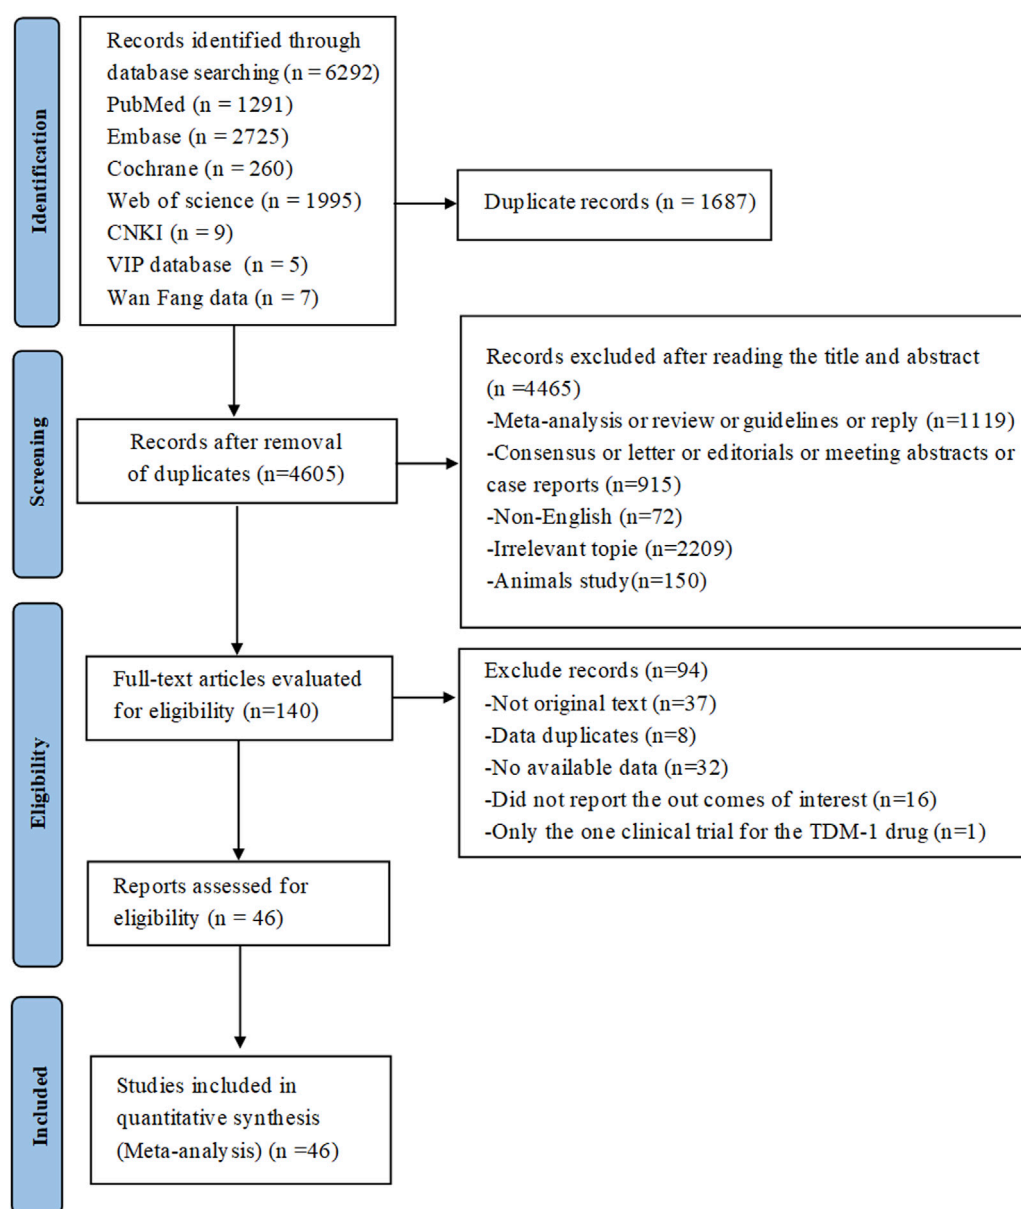 Identification
Records identified through
database searching (n = 6292)
PubMed (n = 1291)
Embase (n = 2725)
Cochrane (n = 260)
Web of science (n = 1995)
CNKI (n = 9)
VIP database (n = 5)
Wan Fang data (n = 7)
Duplicate records (n = 1687)
Screening
Records after removal
of duplicates (n=4605)
Records excluded after reading the title and abstract
(n =4465)
-Meta-analysis or review or guidelines or reply (n=1119)
-Consensus or letter or editorials or meeting abstracts or
case reports (n=915)
-Non-English (n=72)
-Irrelevant topie (n=2209)
-Animals study(n=150)
Eligibility
Full-text articles evaluated
for eligibility (n=140)
Exclude records (n=94)
-Not original text (n=37)
-Data duplicates (n=8)
-No available data (n=32)
-Did not report the out comes of interest (n=16)
-Only the one clinical trial for the TDM-1 drug (n=1)
Reports assessed for
eligibility (n = 46)
Included
Studies included in
quantitative synthesis
(Meta-analysis) (n =46)